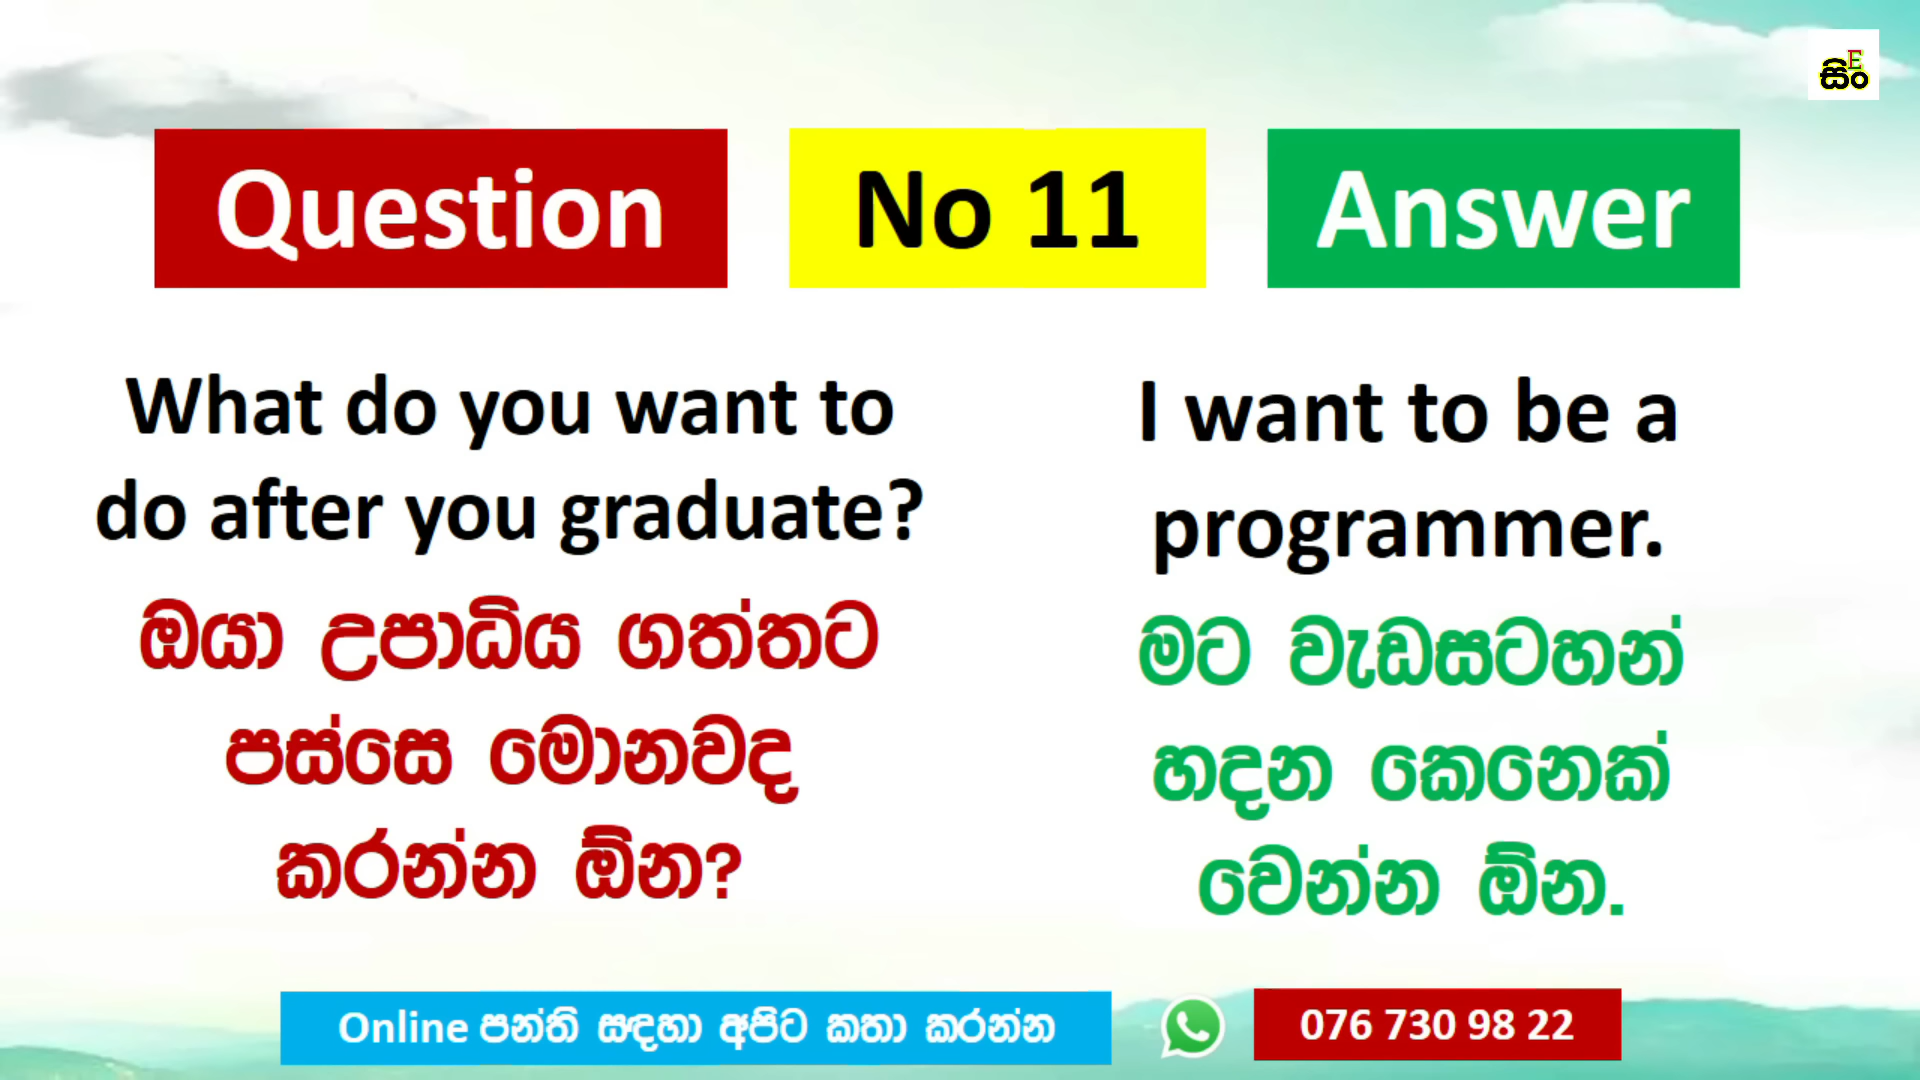 සිං
E
Question
No 11
Answer
What do you want to
do after you graduate?
ඔයා උපාධිය ගත්තට
පස්සෙ මොනවද
කරන්න ඕන?
I want to be a
programmer.
මට වැඩසටහන්
හදන කෙනෙක්
වෙන්න ඕන.
Online පන්ති සඳහා අපිට කතා කරන්න
076 730 98 22